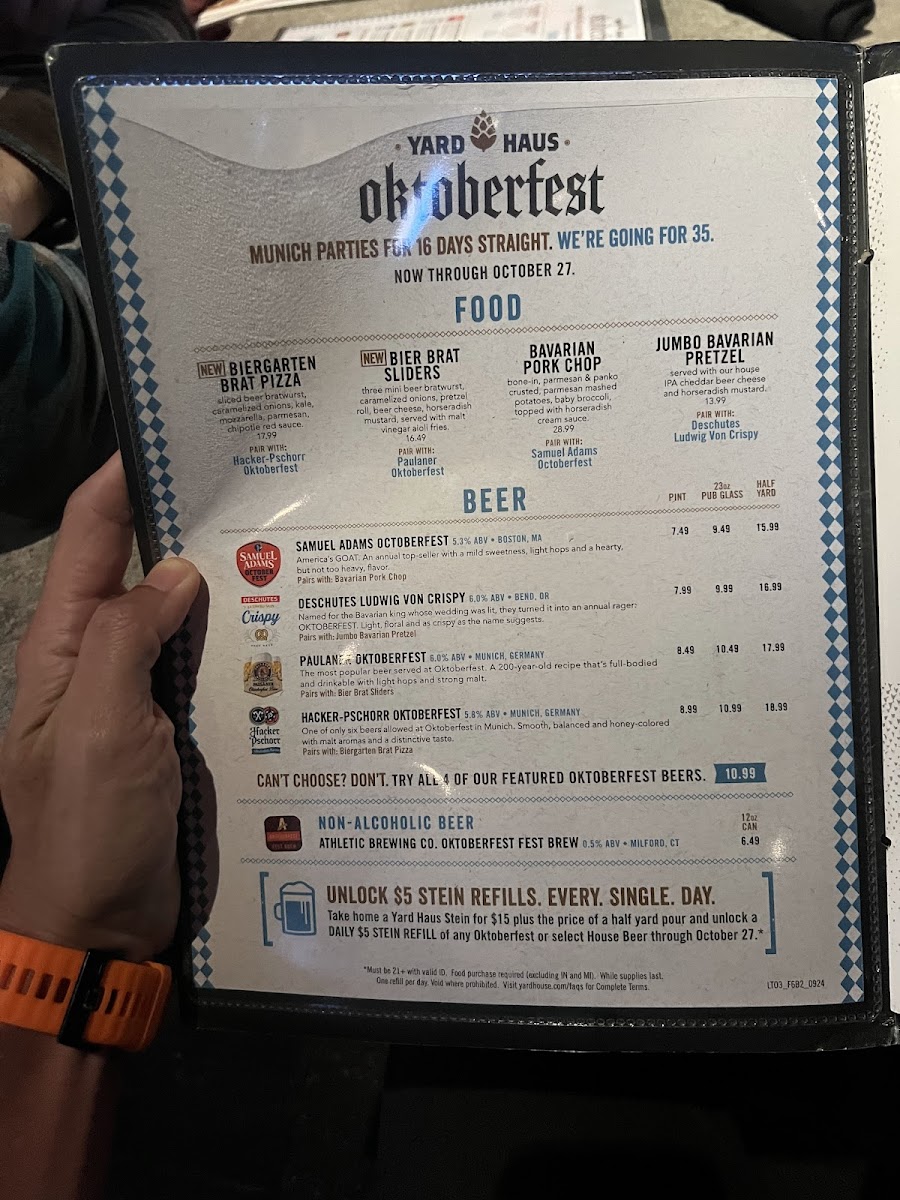 YARD HAUS
oktoberfest
MUNICH PARTIES FOR 16 DAYS STRAIGHT. WE'RE GOING FOR 35.
NOW THROUGH OCTOBER 27.
FOOD
NEW BIERGARTEN
BRAT PIZZA
sliced beer bratwurst,
caramelized onions, kale,
mozzarella, parmesan,
chipotle red sauce.
17.99
PAIR WITH:
Hacker-Pschorr
Oktoberfest
NEW BIER BRAT
SLIDERS
three mini beer bratwurst,
caramelized onions, pretzel
roll, beer cheese, horseradish
mustard, served with malt
vinegar aioli fries.
16.49
PAIR WITH:
Paulaner
Oktoberfest
BAVARIAN
PORK CHOP
bone-in, parmesan & panko
crusted, parmesan mashed
potatoes, baby broccoli,
topped with horseradish
cream sauce.
28.99
PAIR WITH:
Samuel Adams
Octoberfest
JUMBO BAVARIAN
PRETZEL
served with our house
IPA cheddar beer cheese
and horseradish mustard.
13.99
PAIR WITH:
Deschutes
Ludwig Von Crispy
BEER
PINT 23oz PUB GLASS HALF YARD
SAMUEL ADAMS OCTOBER FEST
SAMUEL ADAMS OCTOBERFEST 5.3% ABV • BOSTON, MA 7.49 9.49 15.99
America's GOAT. An annual top-seller with a mild sweetness, light hops and a hearty,
but not too heavy, flavor.
Pairs with: Bavarian Pork Chop
DESCHUTES Crispy
DESCHUTES LUDWIG VON CRISPY 6.0% ABV • BEND, OR 7.99 9.99 16.99
Named for the Bavarian king whose wedding was lit, they turned it into an annual rager:
OKTOBERFEST. Light, floral and as crispy as the name suggests.
Pairs with: Jumbo Bavarian Pretzel
PAULANER OKTOBERFEST 6.0% ABV • MUNICH, GERMANY 8.49 10.49 17.99
The most popular beer served at Oktoberfest. A 200-year-old recipe that's full-bodied
and drinkable with light hops and strong malt.
Pairs with: Bier Brat Sliders
Hacker Pschorr
HACKER-PSCHORR OKTOBERFEST 5.8% ABV • MUNICH, GERMANY 8.99 10.99 18.99
One of only six beers allowed at Oktoberfest in Munich. Smooth, balanced and honey-colored
with malt aromas and a distinctive taste.
Pairs with: Biergarten Brat Pizza
CAN'T CHOOSE? DON'T. TRY ALL 4 OF OUR FEATURED OKTOBERFEST BEERS. 10.99
NON-ALCOHOLIC BEER
12oz CAN
ATHLETIC BREWING CO. OKTOBERFEST FEST BREW 0.5% ABV • MILFORD, CT 6.49
UNLOCK $5 STEIN REFILLS. EVERY. SINGLE. DAY.
Take home a Yard Haus Stein for $15 plus the price of a half yard pour and unlock a
DAILY $5 STEIN REFILL of any Oktoberfest or select House Beer through October 27.*
*Must be 21+ with valid ID. Food purchase required (excluding IN and MI). While supplies last.
One refill per day. Void where prohibited. Visit yardhouse.com/faqs for Complete Terms.
LTO3_F6B2_0924